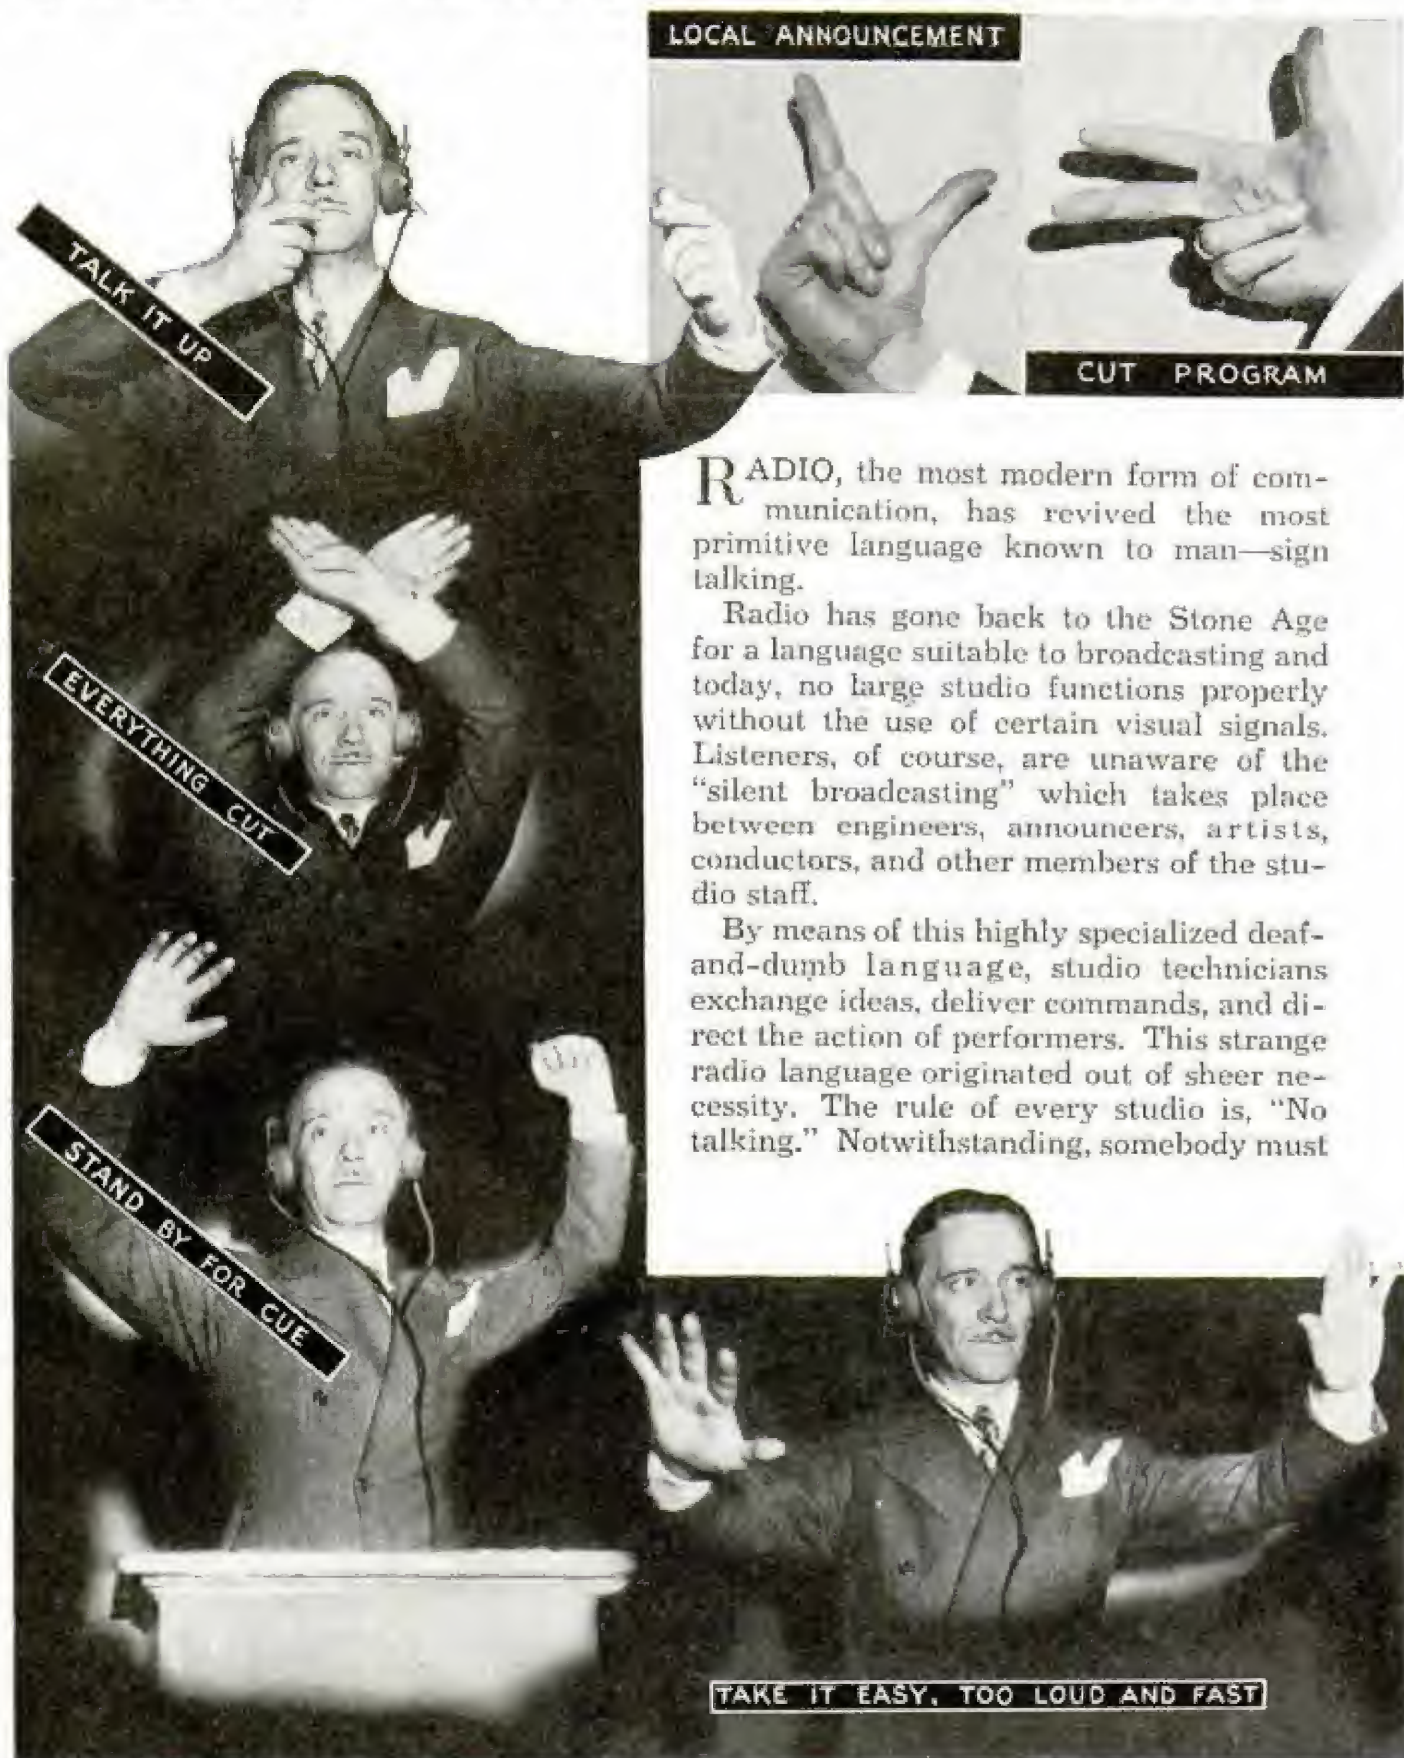 LOCAL ANNOUNCEMENT
TALK IT UP
CUT PROGRAM
RADIO, the most modern form of com-
munication, has revived the most
primitive language known to man—sign
talking.
Radio has gone back to the Stone Age
for a language suitable to broadcasting and
today, no large studio functions properly
without the use of certain visual signals.
Listeners, of course, are unaware of the
“silent broadcasting” which takes place
between engineers, announcers, artists,
conductors, and other members of the stu-
dio staff.
By means of this highly specialized deaf-
and-dumb language, studio technicians
exchange ideas, deliver commands, and di-
rect the action of performers. This strange
radio language originated out of sheer ne-
cessity. The rule of every studio is, “No
talking.” Notwithstanding, somebody must
EVERYTHING CUT
STAND BY FOR CUE
TAKE IT EASY, TOO LOUD AND FAST